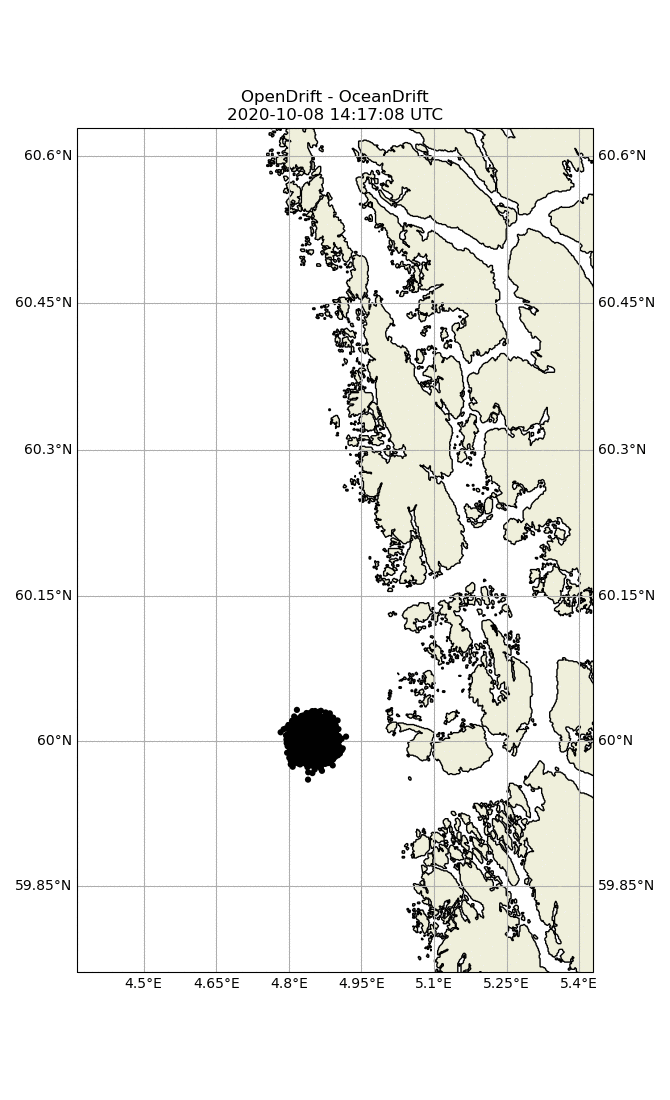 OpenDrift - OceanDrift
2020-10-08 14:17:08 UTC
60.6°N 60.6°N
60.45°N 60.45°N
60.3°N 60.3°N
60.15°N 60.15°N
60°N 60°N
59.85°N 59.85°N
4.5°E 4.65°E 4.8°E 4.95°E 5.1°E 5.25°E 5.4°E